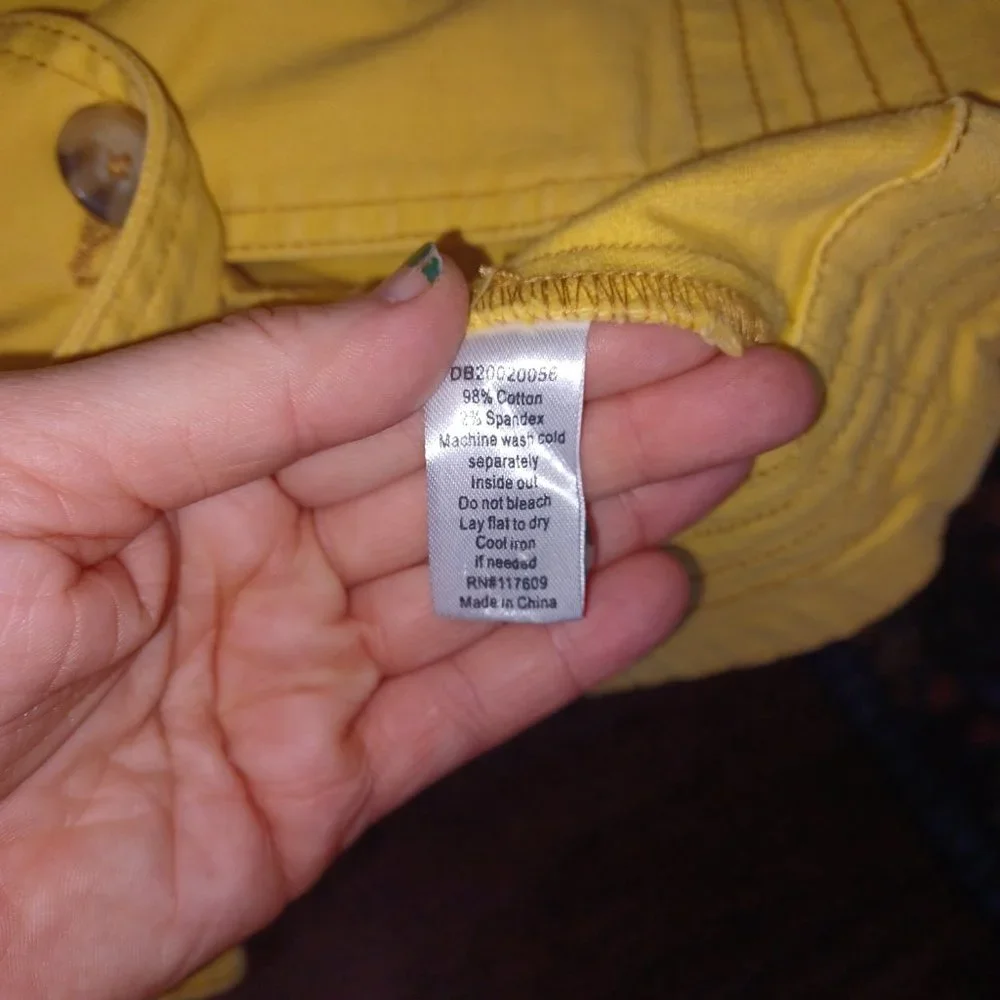 DB20020056
98% Cotton
2% Spandex
Machine wash cold
separately
Inside out
Do not bleach
Lay flat to dry
Cool iron
if needed
RN#117609
Made in China